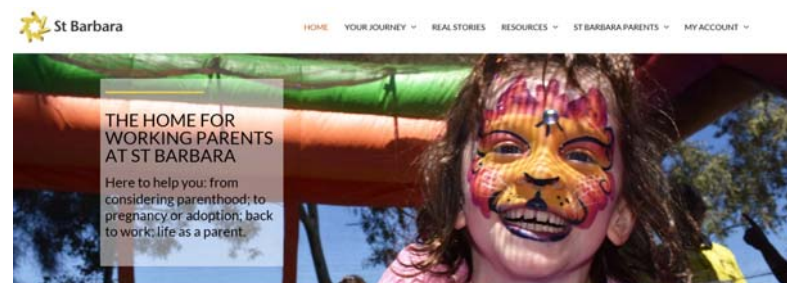 St Barbara
HOME YOUR JOURNEY REAL STORIES RESOURCES ST BARBARA PARENTS MY ACCOUNT
THE HOME FOR
WORKING PARENTS
AT ST BARBARA
Here to help you: from
considering parenthood; to
pregnancy or adoption; back
to work; life as a parent.